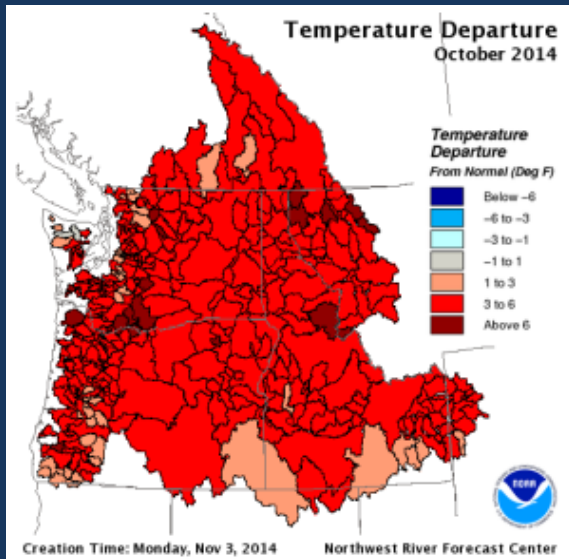 Temperature Departure
October 2014
Temperature
Departure
From Normal (Deg F)
Below -6
-6 to -3
-3 to -1
-1 to 1
1 to 3
3 to 6
Above 6
NOAA
Creation Time: Monday, Nov 3, 2014
Northwest River Forecast Center